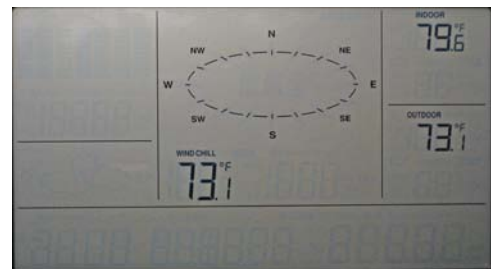 INDOOR
79.6 °F
N
NW NE
W E
SW SE
S
OUTDOOR
73.1 °F
WIND CHILL
73.1 °F